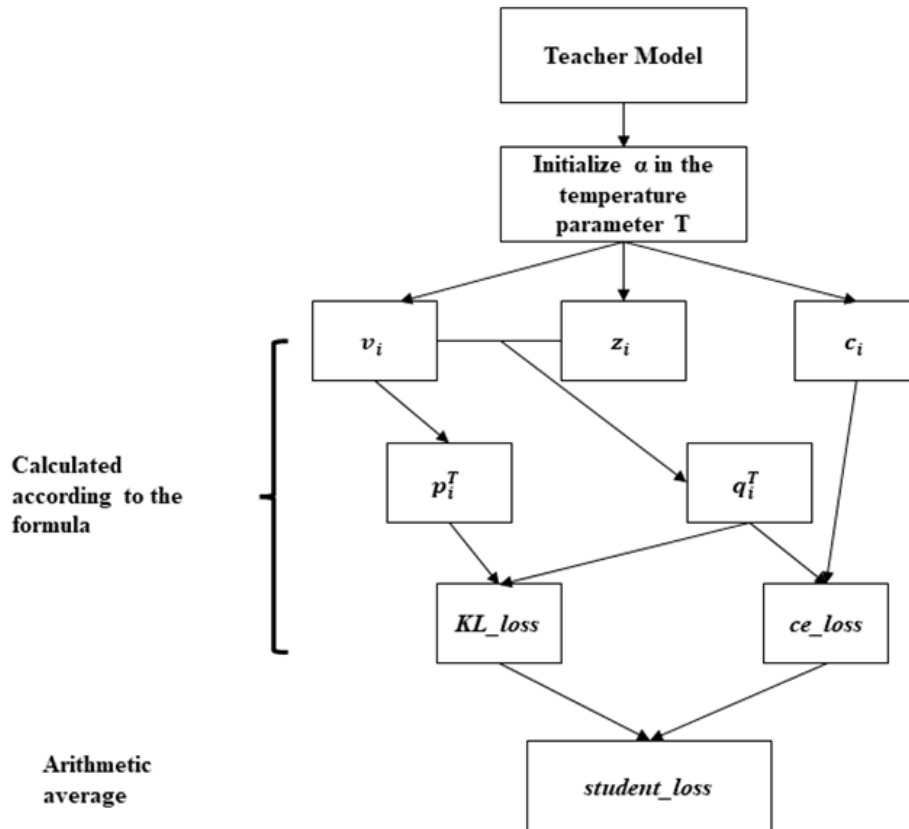 Teacher Model
Initialize α in the
temperature
parameter T
v_i
z_i
c_i
Calculated
according to the
formula
p_i^T
q_i^T
KL_loss
ce_loss
Arithmetic
average
student_loss